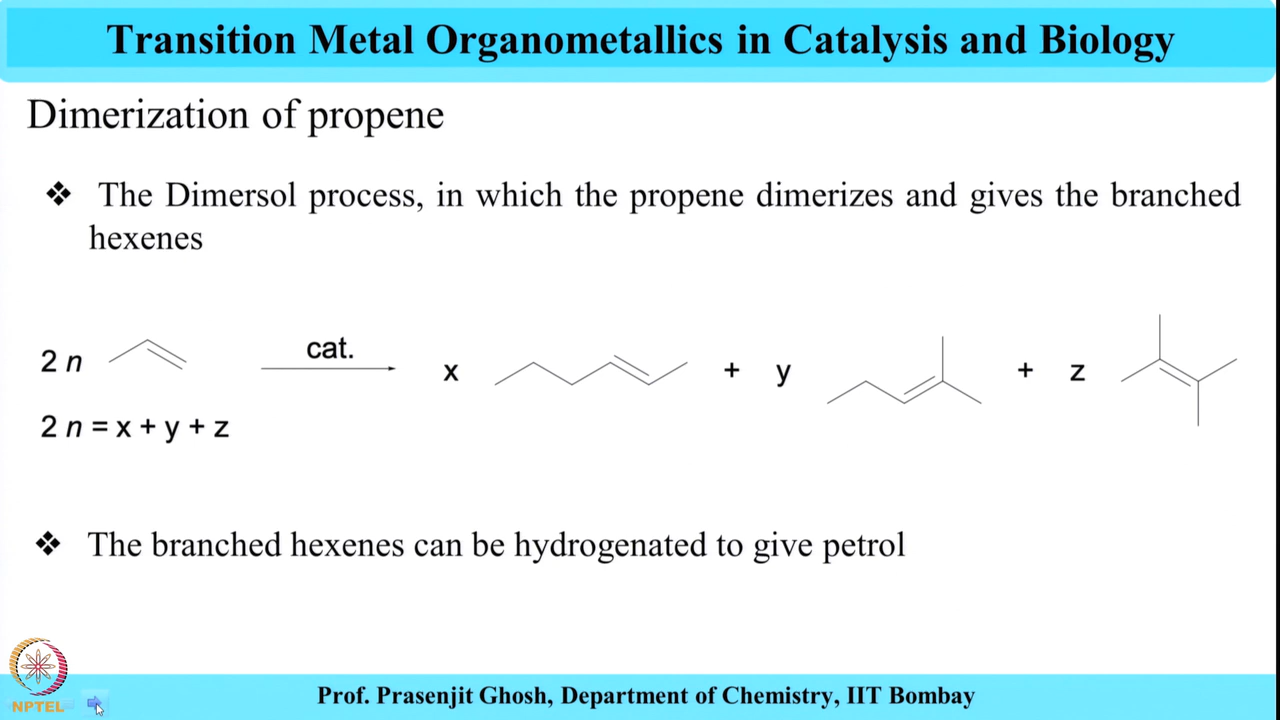 Transition Metal Organometallics in Catalysis and Biology
Dimerization of propene
❖ The Dimersol process, in which the propene dimerizes and gives the branched
hexenes
2 n cat. x + y + z
2 n = x + y + z
❖ The branched hexenes can be hydrogenated to give petrol
NPTEL
Prof. Prasenjit Ghosh, Department of Chemistry, IIT Bombay